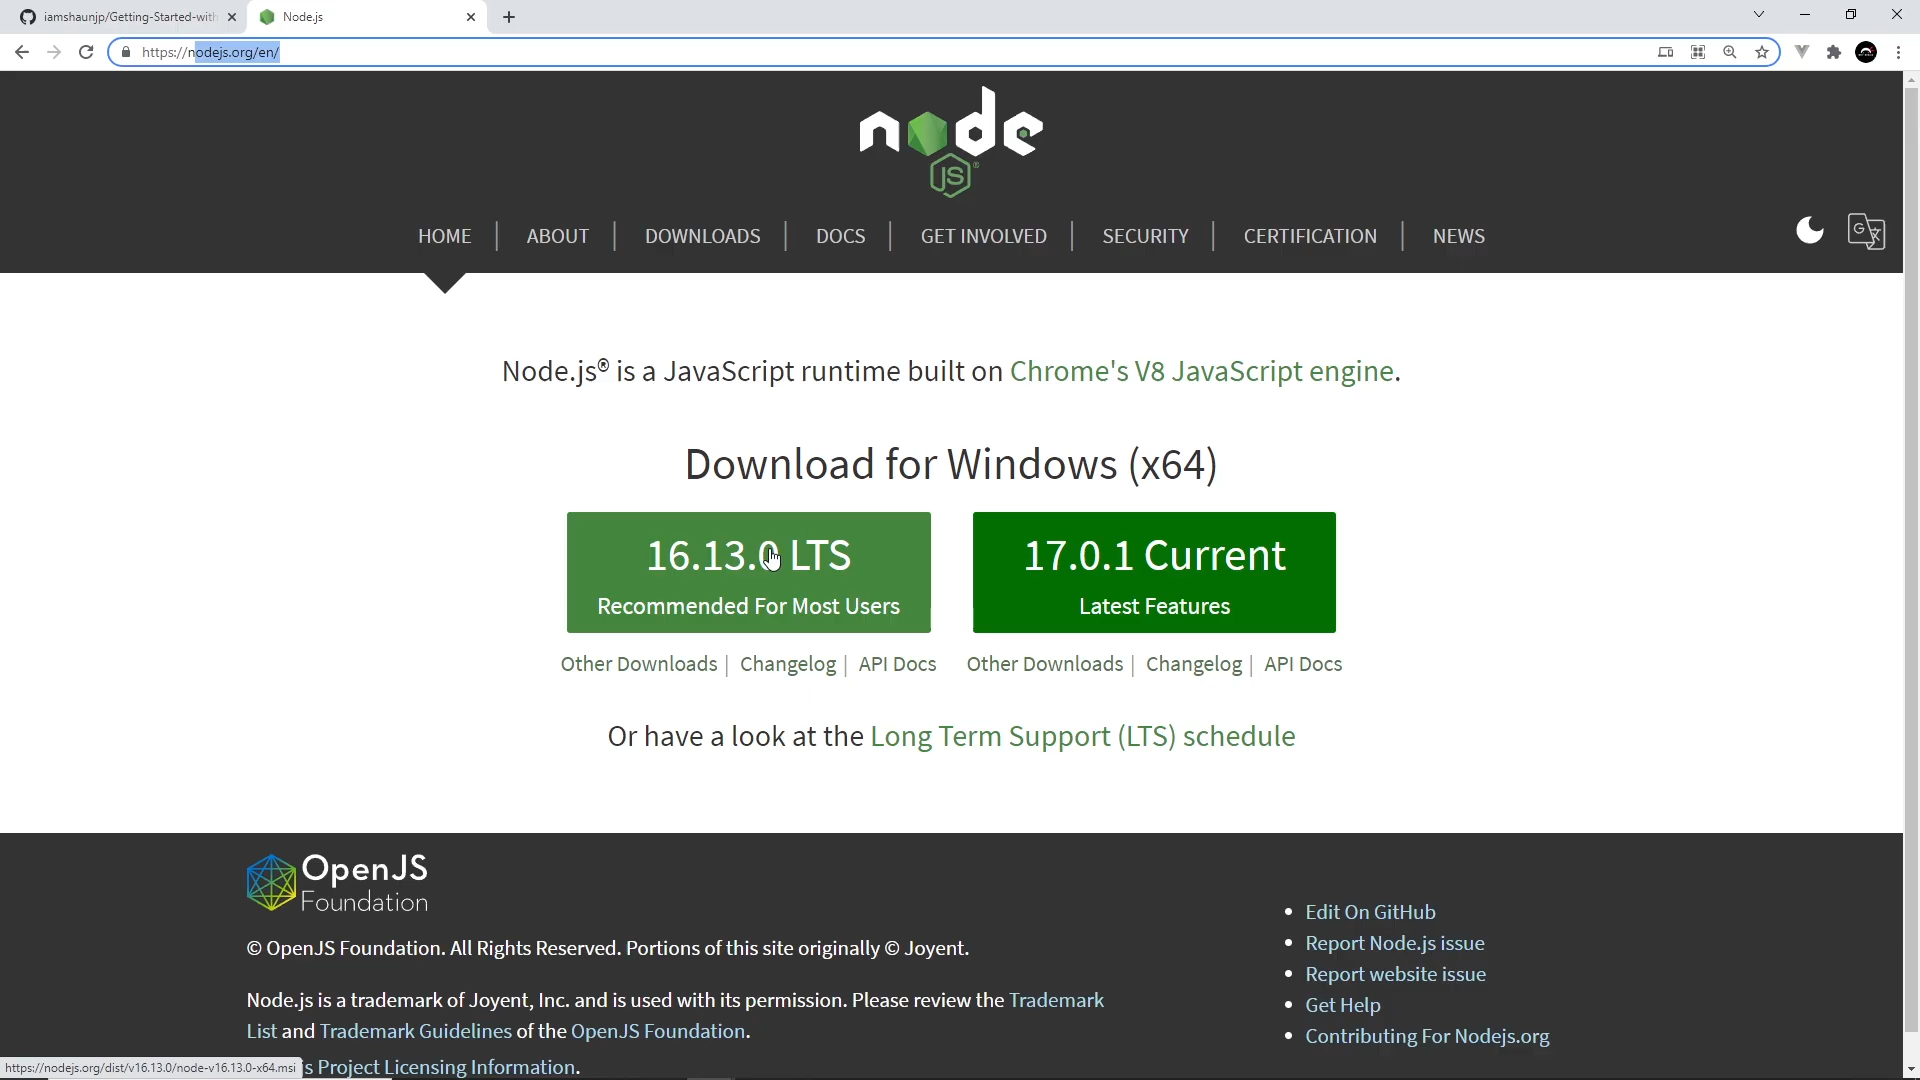 iamshaunjp/Getting-Started-with
Node.js
https://nodejs.org/en/
node
JS
HOME
ABOUT
DOWNLOADS
DOCS
GET INVOLVED
SECURITY
CERTIFICATION
NEWS
Node.js® is a JavaScript runtime built on Chrome's V8 JavaScript engine.
Download for Windows (x64)
16.13.0 LTS
Recommended For Most Users
17.0.1 Current
Latest Features
Other Downloads | Changelog | API Docs
Other Downloads | Changelog | API Docs
Or have a look at the Long Term Support (LTS) schedule
OpenJS
Foundation
© OpenJS Foundation. All Rights Reserved. Portions of this site originally © Joyent.
Node.js is a trademark of Joyent, Inc. and is used with its permission. Please review the Trademark
List and Trademark Guidelines of the OpenJS Foundation.
s Project Licensing Information.
Edit On GitHub
Report Node.js issue
Report website issue
Get Help
Contributing For Nodejs.org
https://nodejs.org/dist/v16.13.0/node-v16.13.0-x64.msi